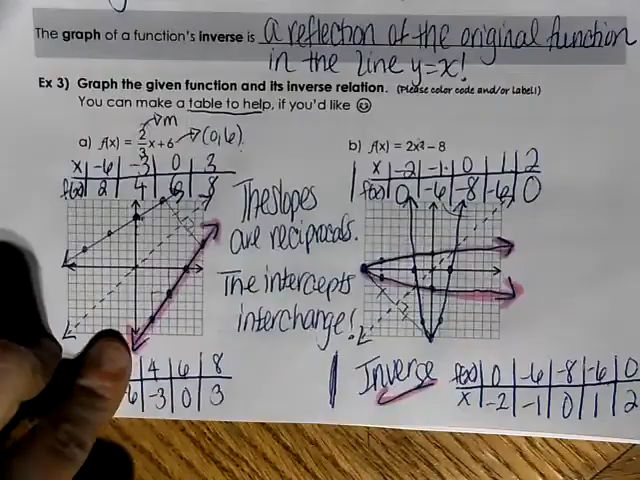 The graph of a function's inverse is a reflection of the original function
in the line y=x!
Ex 3) Graph the given function and its inverse relation. (Please color code and/or Label!)
You can make a table to help, if you'd like ☺
→m
a) f(x) = 2/3 x + 6 → (0,6)
x | -6 | -3 | 0 | 3
f(x) | 2 | 4 | 6 | 8
The slopes
are reciprocals.
The intercepts
interchange!
4 | 6 | 8
-6 | -3 | 0 | 3
b) f(x) = 2x² – 8
x | -2 | -1 | 0 | 1 | 2
f(x) | 0 | -6 | -8 | -6 | 0
Inverse
f(x) | 0 | -6 | -8 | -6 | 0
x | -2 | -1 | 0 | 1 | 2